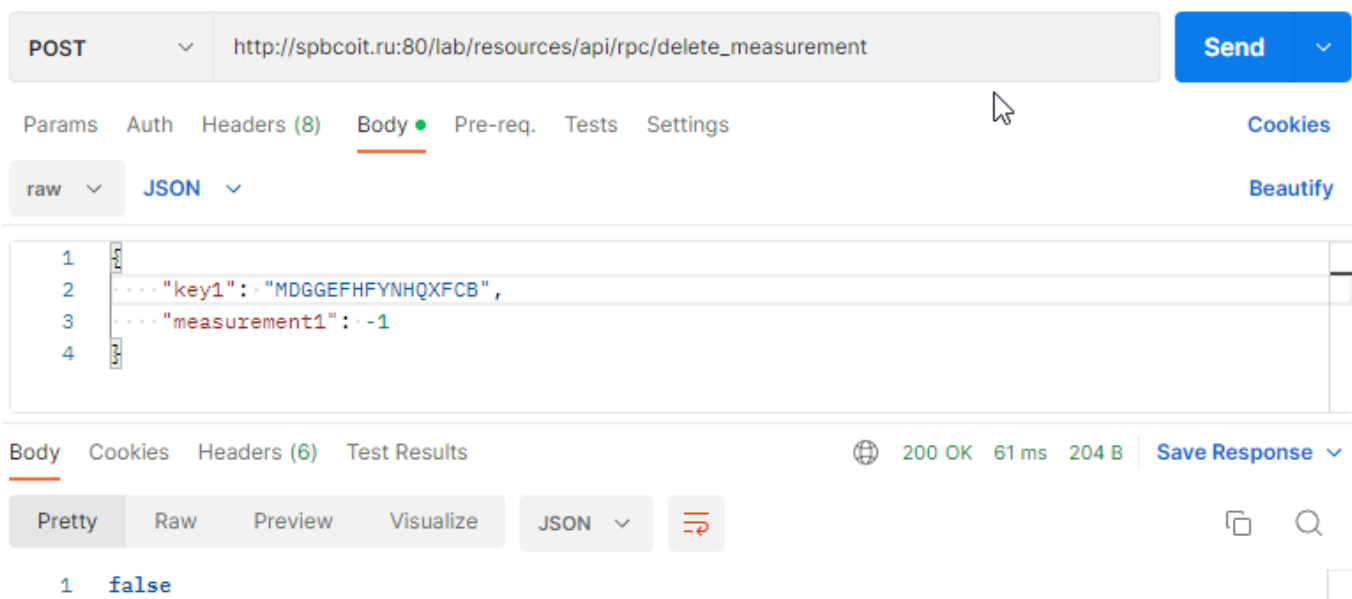 POST http://spbcoit.ru:80/lab/resources/api/rpc/delete_measurement Send
Params Auth Headers (8) Body Pre-req. Tests Settings Cookies
raw JSON Beautify
1 {
2 "key1": "MDGGEFHFYNHQXFCB",
3 "measurement1": -1
4 }
Body Cookies Headers (6) Test Results 200 OK 61 ms 204 B Save Response
Pretty Raw Preview Visualize JSON
1 false